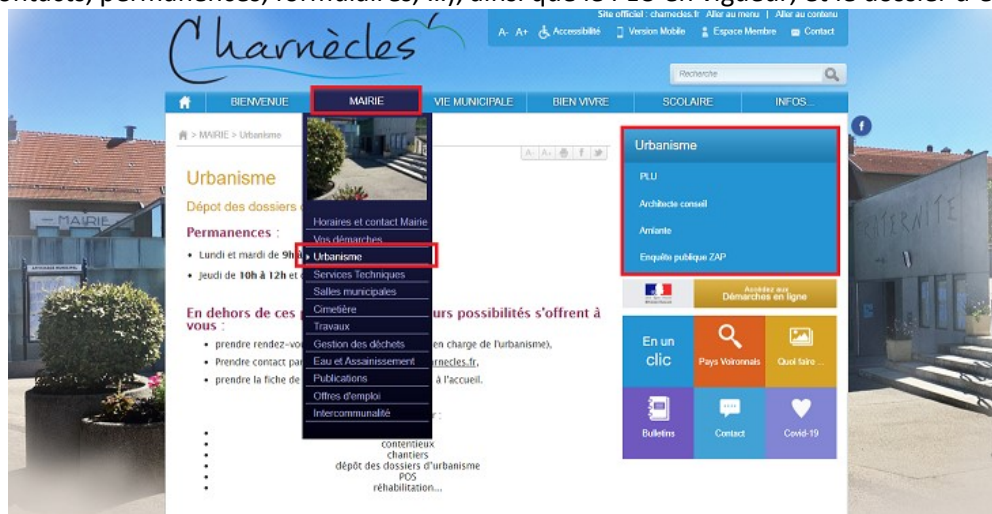 Charnècles
Site officiel : charnecles.fr Aller au menu | Aller au contenu
A- A+ Accessibilité Version Mobile Espace Membre Contact
Recherche
BIENVENUE MAIRIE VIE MUNICIPALE BIEN VIVRE SCOLAIRE INFOS...
> MAIRIE > Urbanisme
A- A+
Urbanisme
Dépot des dossiers
Permanences :
Lundi et mardi de 9h
Jeudi de 10h à 12h et
En dehors de ces
urs possibilités s'offrent à
vous :
prendre rendez-vou
en charge de l'urbanisme),
Prendre contact par
rnecles.fr,
prendre la fiche de
à l'accueil.
contentieux
chantiers
dépôt des dossiers d'urbanisme
POS
réhabilitation...
Horaires et contact Mairie
Vos démarches
Urbanisme
Services Techniques
Salles municipales
Cimetière
Travaux
Gestion des déchets
Eau et Assainissement
Publications
Offres d'emploi
Intercommunalité
Urbanisme
PLU
Architecte conseil
Amiante
Enquête publique ZAP
Accédez aux
Démarches en ligne
En un
clic
Pays Voironnais
Quoi faire ...
Bulletins
Contact
Covid-19
MAIRIE